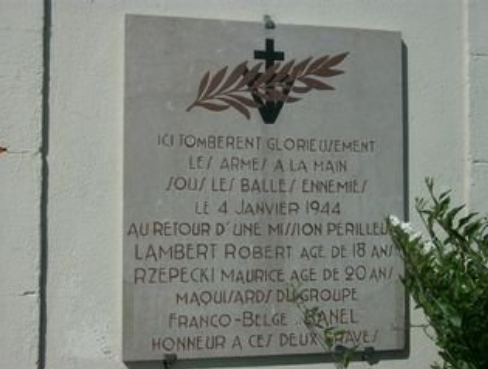 ICI TOMBERENT GLORIEUSEMENT
LES ARMES A LA MAIN
SOUS LES BALLES ENNEMIES
LE 4 JANVIER 1944
AU RETOUR D'UNE MISSION PÉRILLEUSE
LAMBERT ROBERT AGE DE 18 ANS
RZEPECKI MAURICE AGE DE 20 ANS
MAQUISARDS DU GROUPE
FRANCO-BELGE
HONNEUR A CES DEUX BRAVES